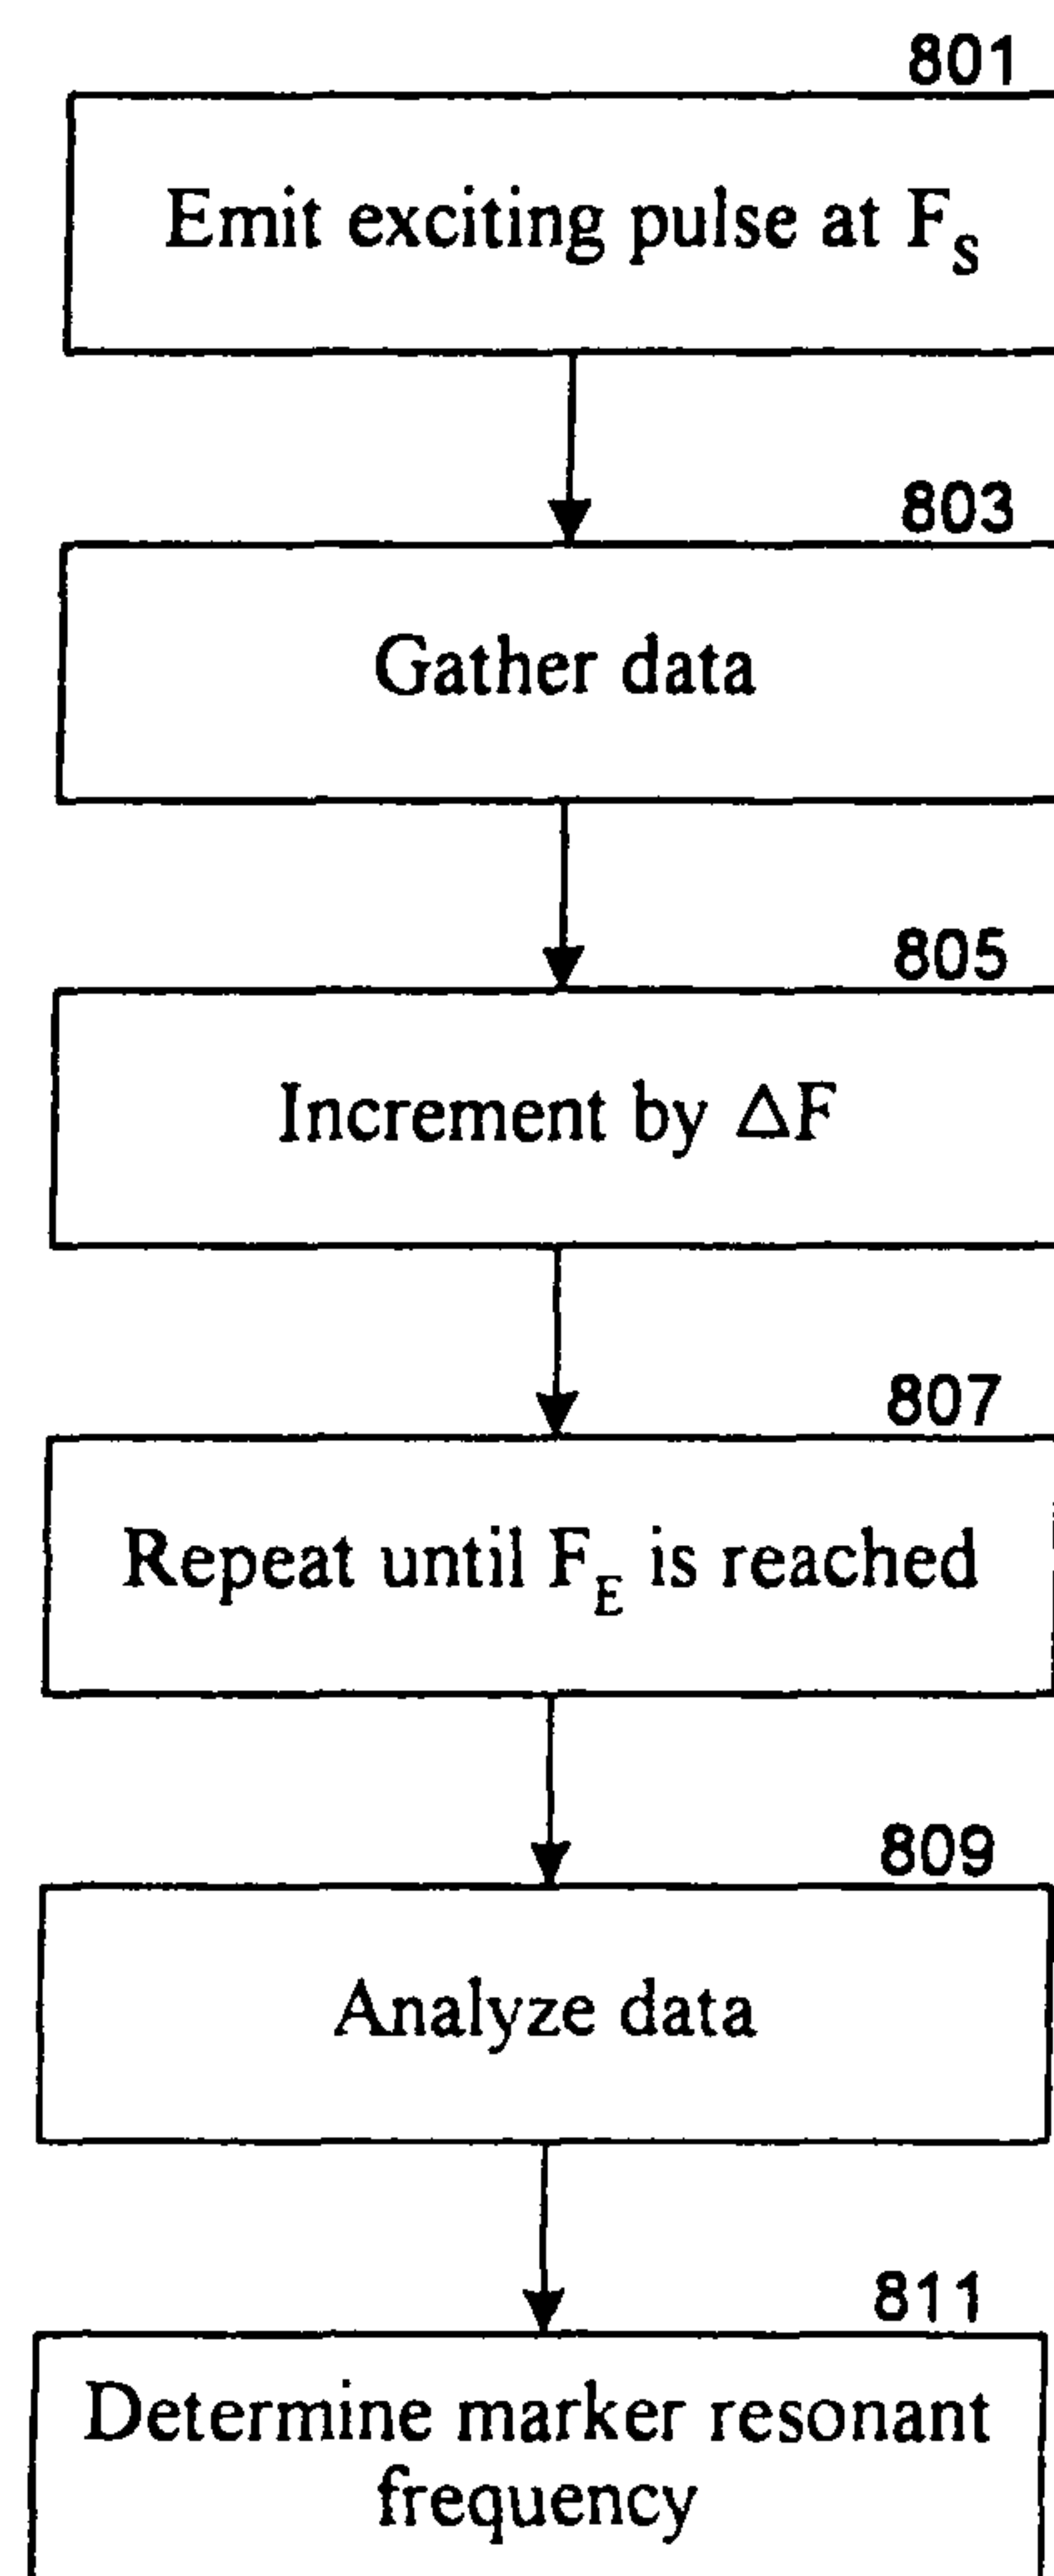 801
Emit exciting pulse at F_S
803
Gather data
805
Increment by ΔF
807
Repeat until F_E is reached
809
Analyze data
811
Determine marker resonant
frequency